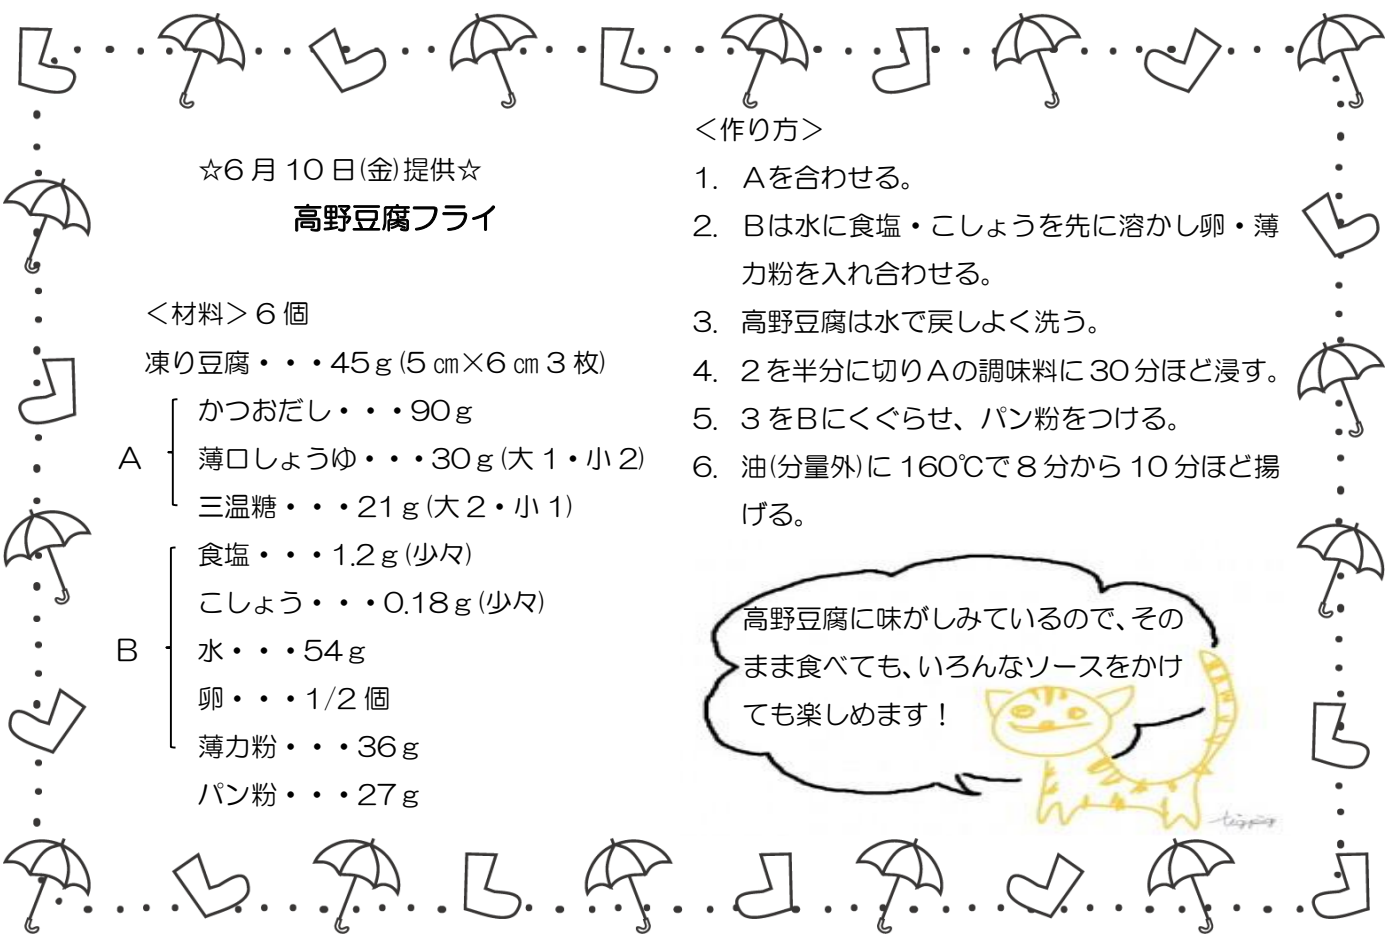 ☆6月10日(金)提供☆
高野豆腐フライ
＜材料＞6個
凍り豆腐・・・45ｇ(5㎝×6㎝3枚)
かつおだし・・・90ｇ
A
薄口しょうゆ・・・30ｇ(大1・小2)
三温糖・・・21ｇ(大2・小1)
食塩・・・1.2ｇ(少々)
こしょう・・・0.18ｇ(少々)
B
水・・・54ｇ
卵・・・1/2個
薄力粉・・・36ｇ
パン粉・・・27ｇ
＜作り方＞
1. Aを合わせる。
2. Bは水に食塩・こしょうを先に溶かし卵・薄
力粉を入れ合わせる。
3. 高野豆腐は水で戻しよく洗う。
4. 2を半分に切りAの調味料に30分ほど浸す。
5. 3をBにくぐらせ、パン粉をつける。
6. 油(分量外)に160℃で8分から10分ほど揚
げる。
高野豆腐に味がしみているので、その
まま食べても、いろんなソースをかけ
ても楽しめます！